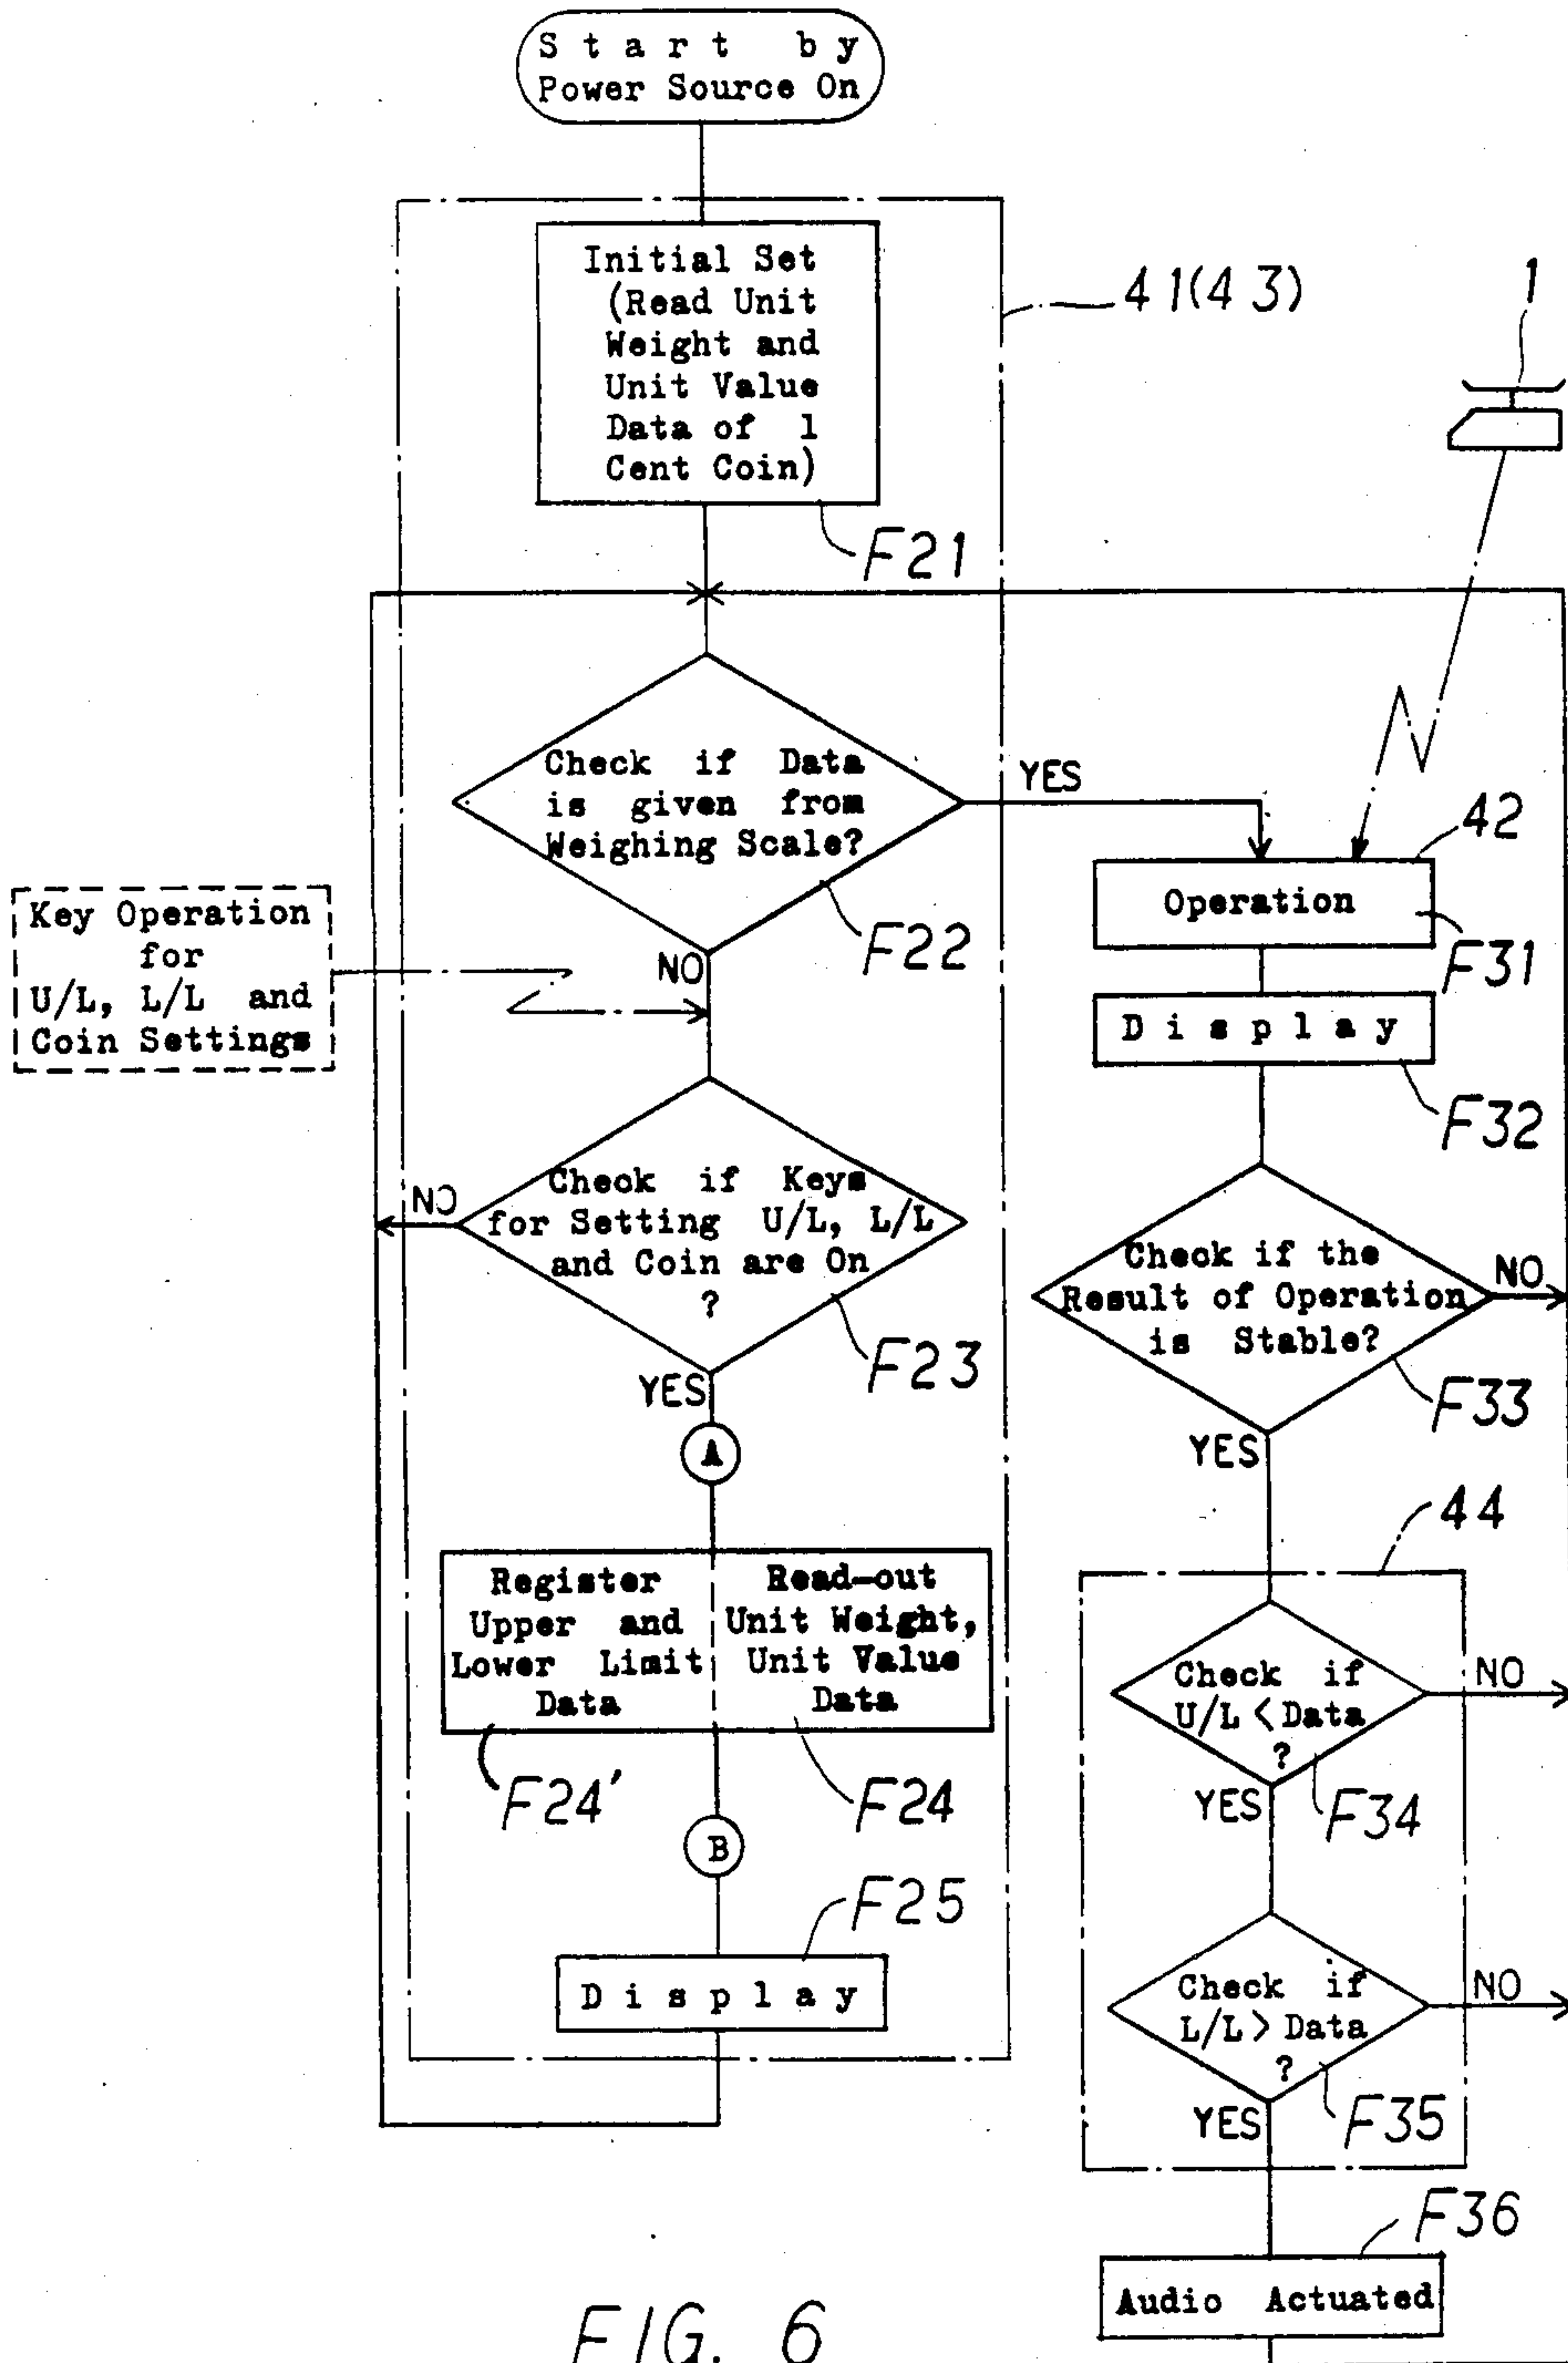 Start by
Power Source On
Initial Set
(Read Unit
Weight and
Unit Value
Data of 1
Cent Coin)
F21
41(43)
1
Check if Data
is given from
Weighing Scale?
F22
YES
NO
Key Operation
for
U/L, L/L and
Coin Settings
42
Operation
F31
Display
F32
Check if Keys
for Setting U/L, L/L
and Coin are On
?
F23
NO
YES
Check if the
Result of Operation
is Stable?
F33
NO
YES
A
Register
Upper and
Lower Limit
Data
F24'
Read-out
Unit Weight,
Unit Value
Data
F24
B
F25
Display
44
Check if
U/L < Data
?
F34
NO
YES
Check if
L/L > Data
?
F35
NO
YES
F36
Audio Actuated
FIG. 6